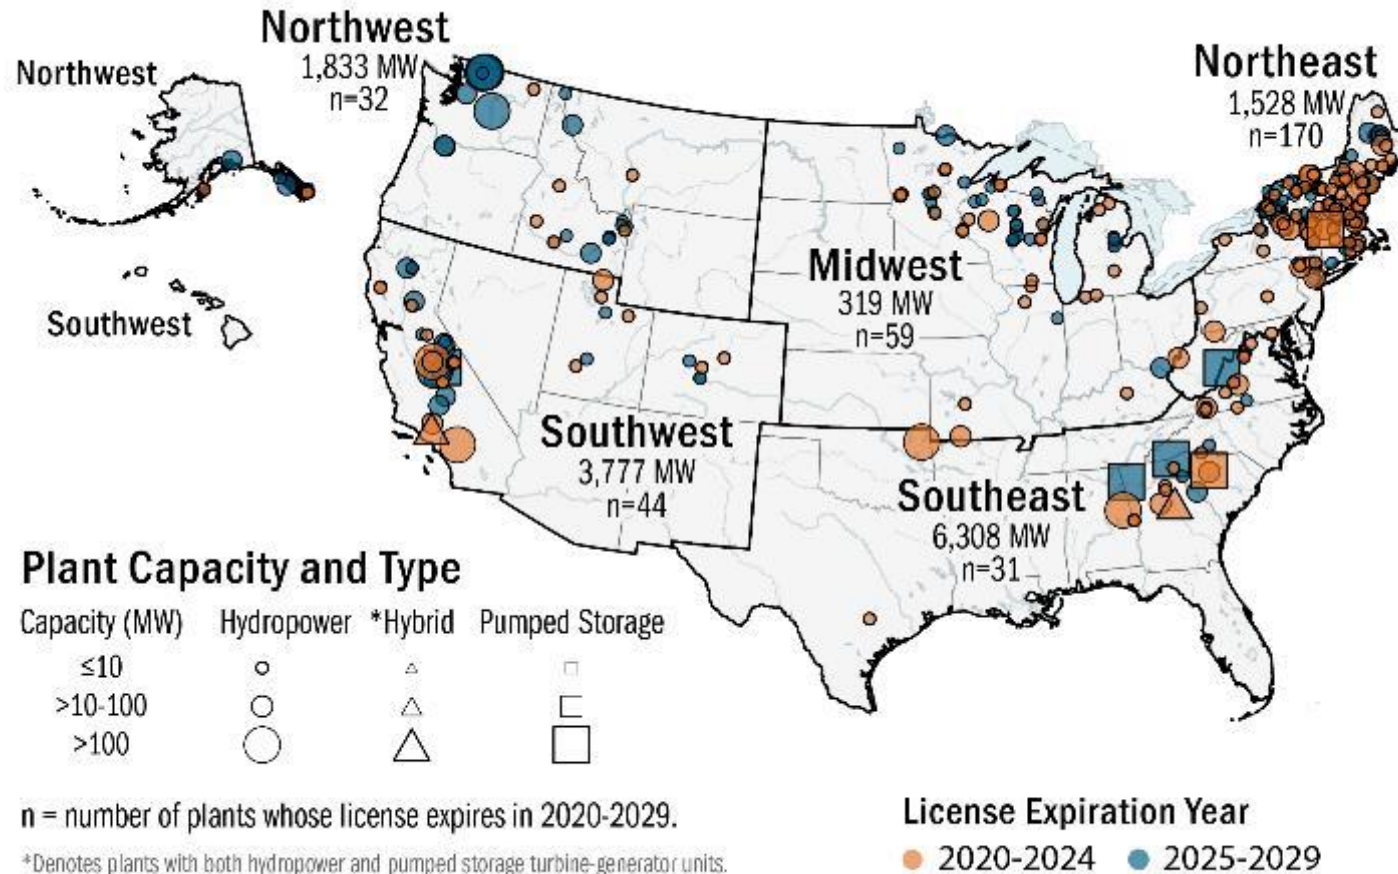 Northwest
1,833 MW
n=32
Northwest
Northeast
1,528 MW
n=170
Southwest
Midwest
319 MW
n=59
Southwest
3,777 MW
n=44
Southeast
6,308 MW
n=31
Plant Capacity and Type
Capacity (MW) Hydropower *Hybrid Pumped Storage
≤10
>10-100
>100
n = number of plants whose license expires in 2020-2029.
*Denotes plants with both hydropower and pumped storage turbine-generator units.
License Expiration Year
2020-2024 2025-2029